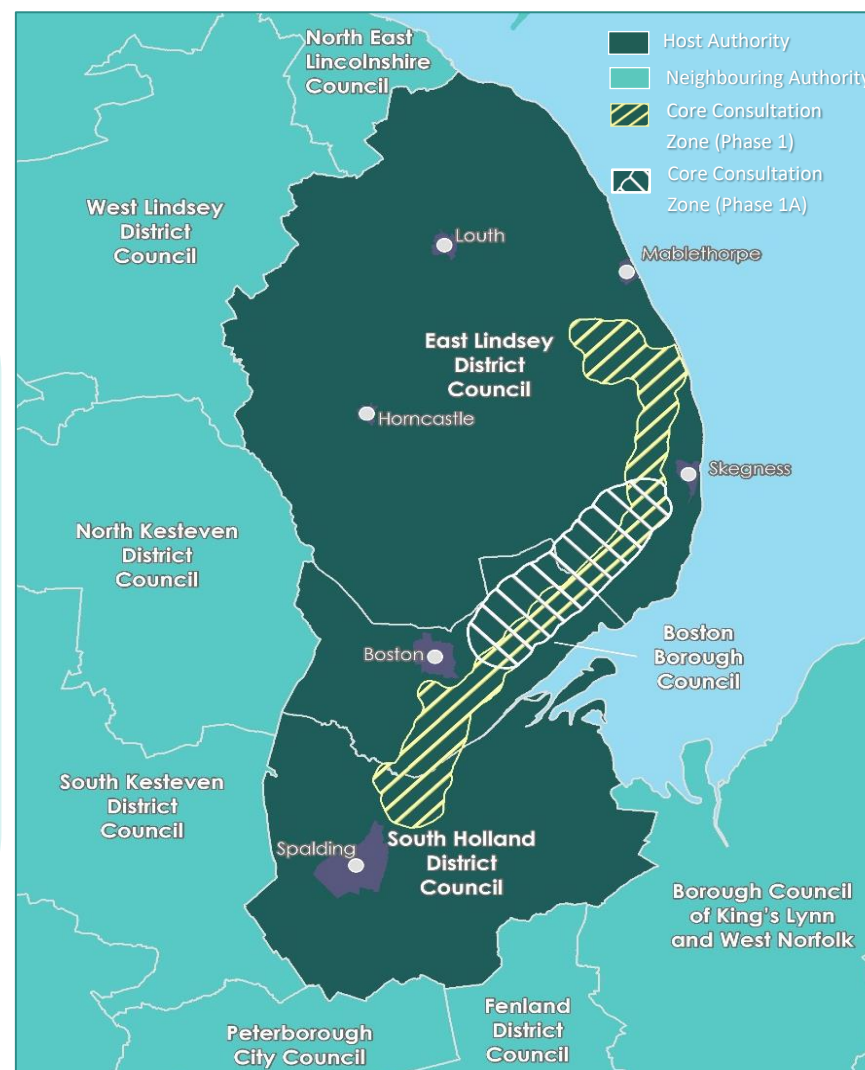 North East
Lincolnshire
Council
Host Authority
Neighbouring Authority
Core Consultation
Zone (Phase 1)
Core Consultation
Zone (Phase 1A)
West Lindsey
District
Council
Louth
Mablethorpe
East Lindsey
District
Council
Horncastle
Skegness
North Kesteven
District
Council
Boston
Boston
Borough
Council
South Kesteven
District
Council
Spalding
South Holland
District
Council
Borough Council
of King's Lynn
and West Norfolk
Fenland
District
Council
Peterborough
City Council